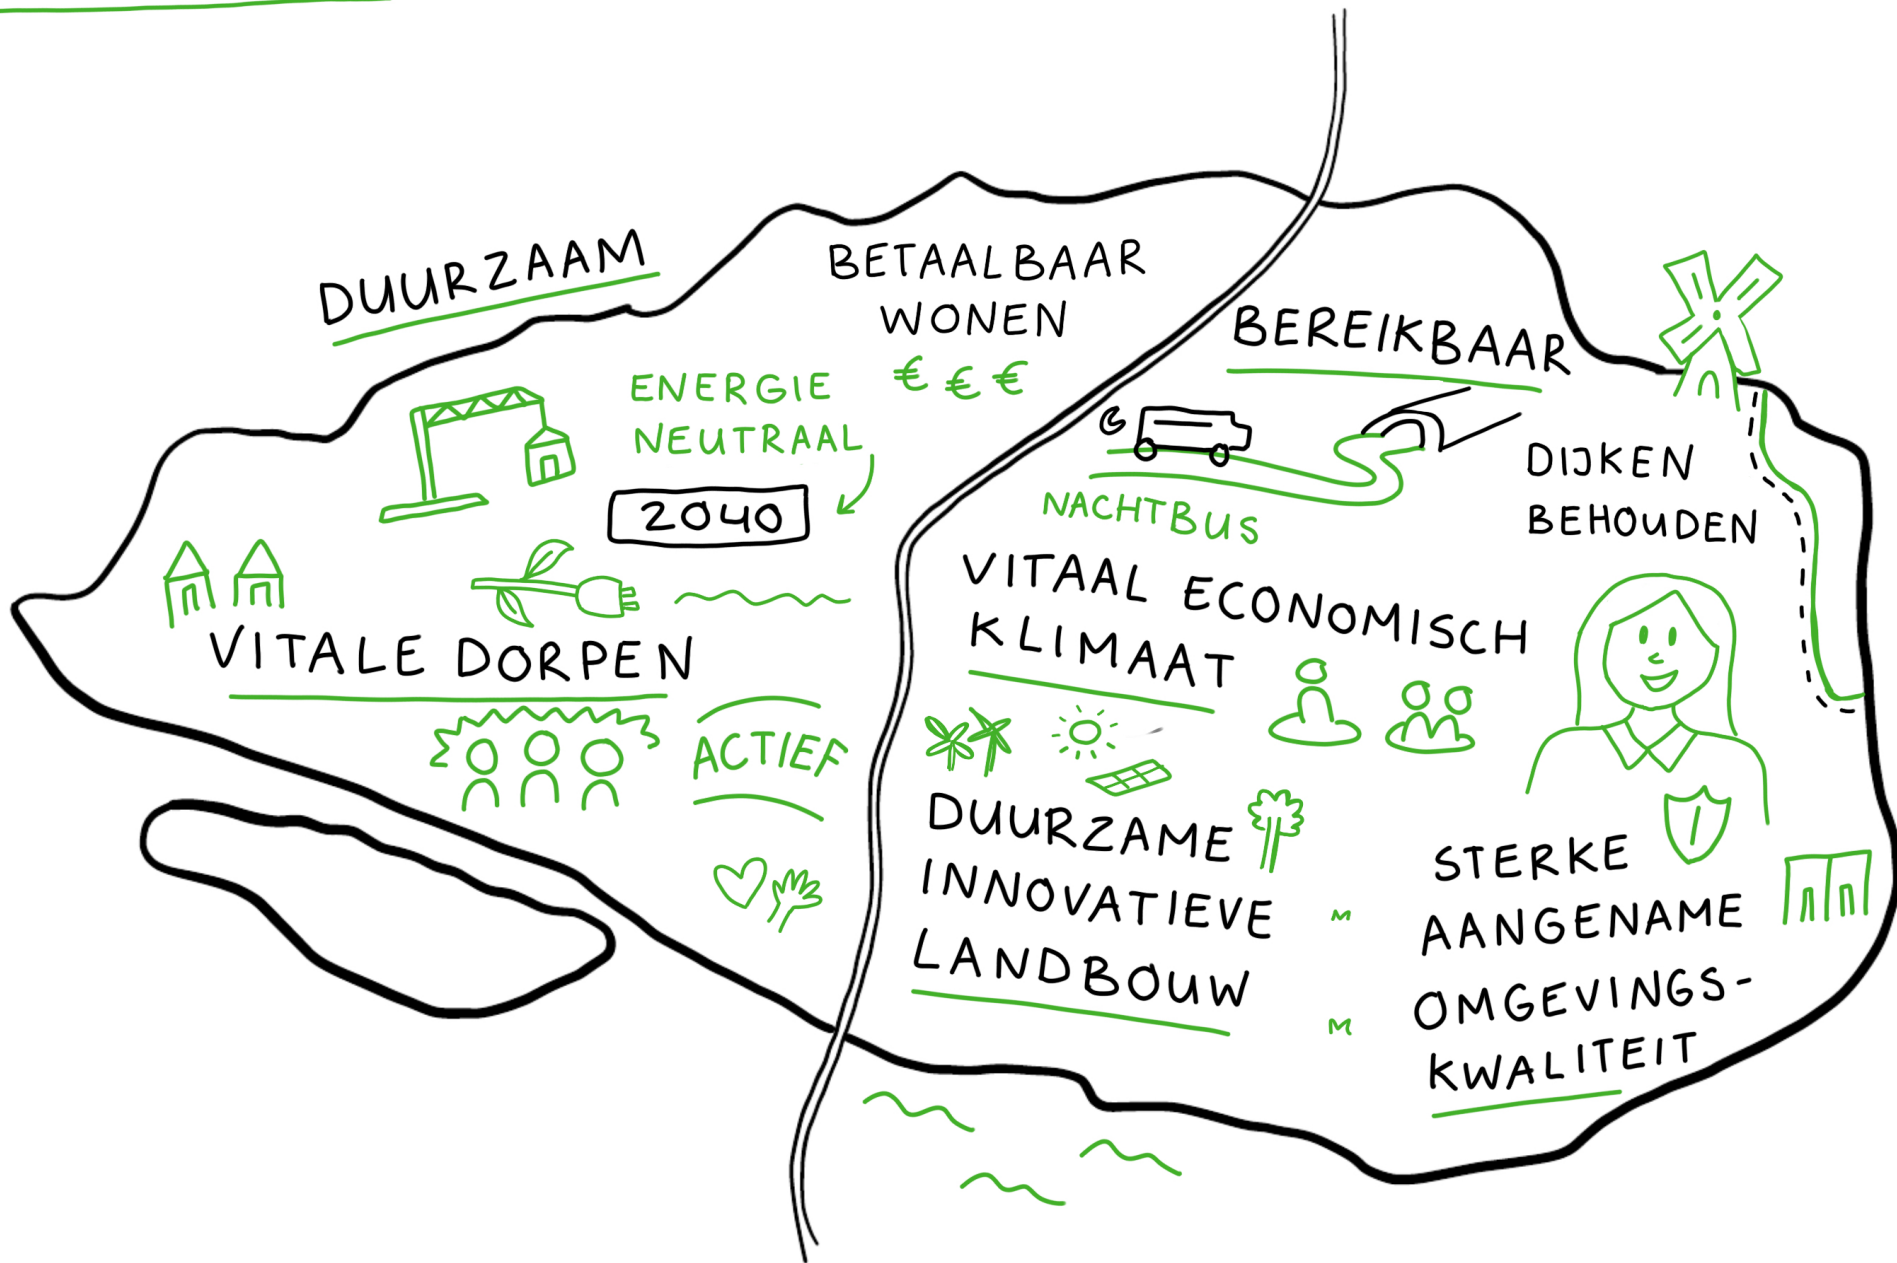 DUURZAAM
BETAALBAAR
WONEN
€ € €
ENERGIE
NEUTRAAL
2040
VITALE DORPEN
ACTIEF
BEREIKBAAR
NACHTBUS
DIJKEN
BEHOUDEN
VITAAL ECONOMISCH
KLIMAAT
DUURZAME
INNOVATIEVE
LANDBOUW
STERKE
AANGENAME
OMGEVINGS-
KWALITEIT